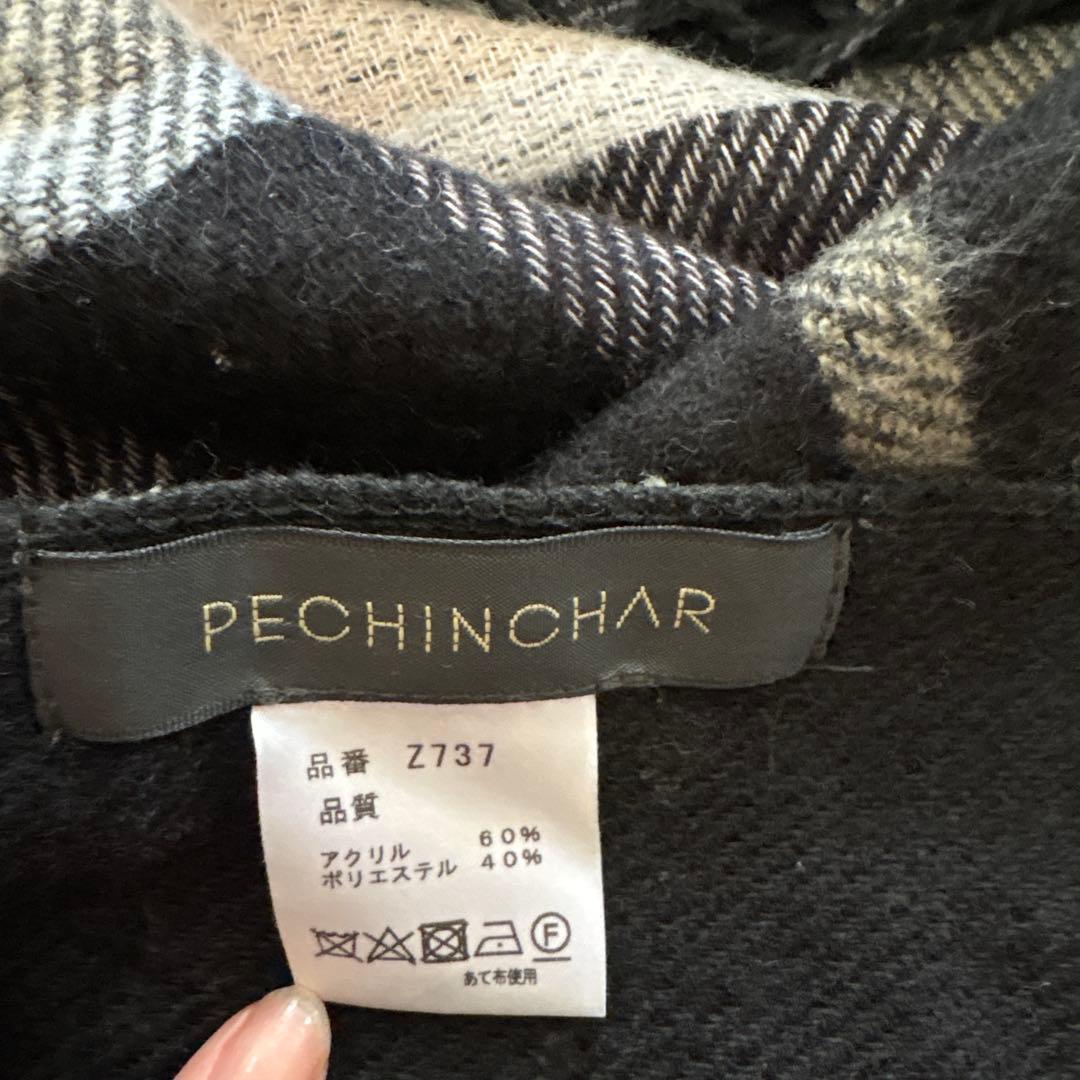 PECHINCHAR
品番 Z737
品質
アクリル 60%
ポリエステル 40%
F
あて布使用